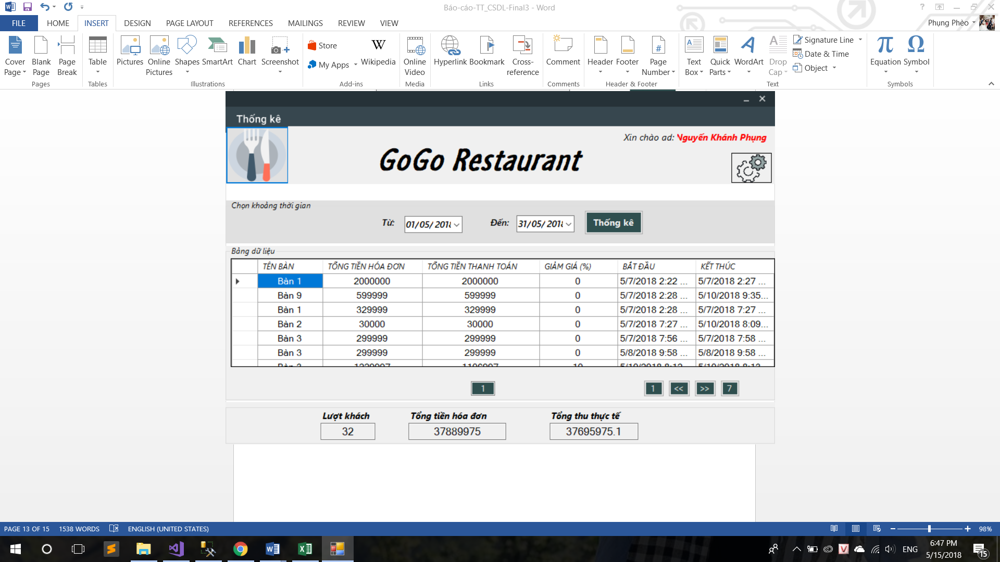 Báo-cáo-TT_CSDL-Final3 - Word
FILE HOME INSERT DESIGN PAGE LAYOUT REFERENCES MAILINGS REVIEW VIEW Phụng Phèo
Cover Page Blank Page Page Break Table Pictures Online Pictures Shapes SmartArt Chart Screenshot Store My Apps Wikipedia Online Video Hyperlink Bookmark Cross-reference Comment Header Footer Page Number Text Box Quick Parts WordArt Drop Cap Signature Line Date & Time Object Equation Symbol
Pages Tables Illustrations Add-ins Media Links Comments Header & Footer Text Symbols
Thống kê
Xin chào ad: Nguyến Khánh Phụng
GoGo Restaurant
Chọn khoảng thời gian
Từ: 01/05/ 201 Đến: 31/05/ 201 Thống kê
Bảng dữ liệu
TÊN BÀN TỔNG TIỀN HÓA ĐƠN TỔNG TIỀN THANH TOÁN GIẢM GIÁ (%) BẮT ĐẦU KẾT THÚC
Bàn 1 2000000 2000000 0 5/7/2018 2:22 ... 5/7/2018 2:27 ...
Bàn 9 599999 599999 0 5/7/2018 2:28 ... 5/10/2018 9:35...
Bàn 1 329999 329999 0 5/7/2018 2:28 ... 5/7/2018 7:27 ...
Bàn 2 30000 30000 0 5/7/2018 7:27 ... 5/10/2018 8:09...
Bàn 3 299999 299999 0 5/7/2018 7:56 ... 5/7/2018 7:58 ...
Bàn 3 299999 299999 0 5/8/2018 9:58 ... 5/8/2018 9:58 ...
1 1 << >> 7
Lượt khách Tổng tiền hóa đơn Tổng thu thực tế
32 37889975 37695975.1
PAGE 13 OF 15 1538 WORDS ENGLISH (UNITED STATES) 98%
ENG 6:47 PM
5/15/2018 15